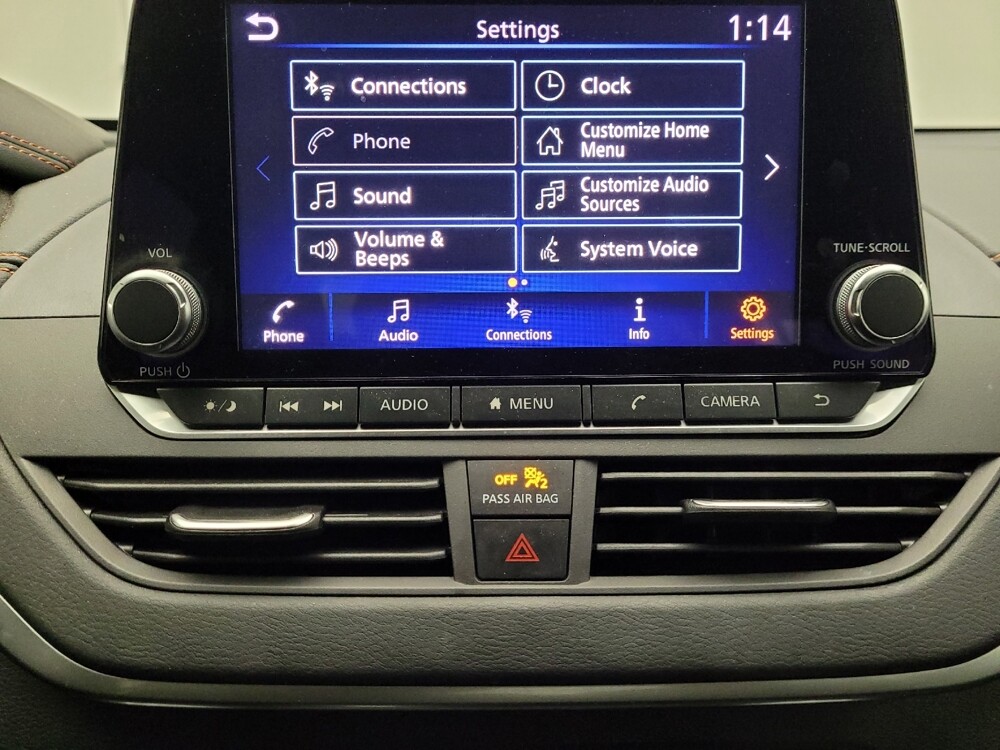 Settings
1:14
Connections
Clock
Phone
Customize Home
Menu
Sound
Customize Audio
Sources
Volume &
Beeps
System Voice
Phone
Audio
Connections
Info
Settings
VOL
TUNE·SCROLL
PUSH
PUSH SOUND
AUDIO
MENU
CAMERA
OFF 2
PASS AIR BAG